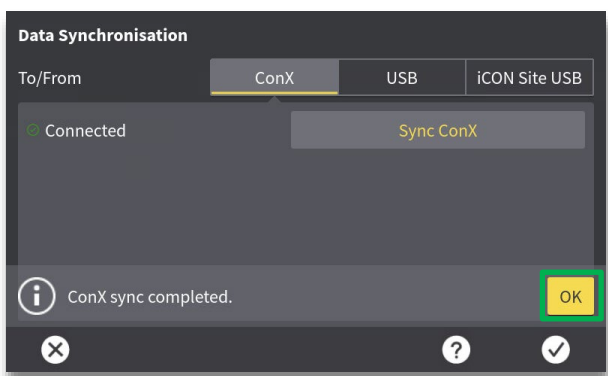 Data Synchronisation
To/From ConX USB iCON Site USB
Connected Sync ConX
ConX sync completed. OK
?